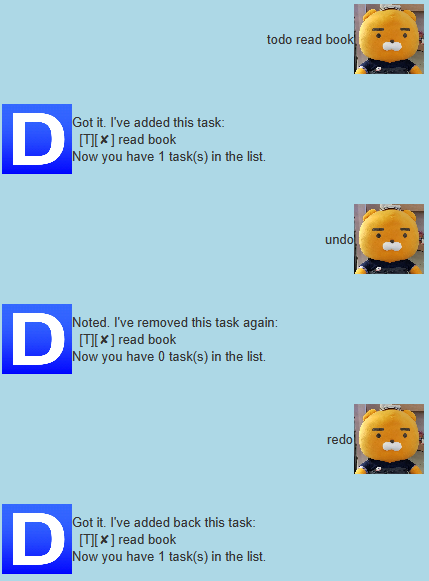 todo read book
D
Got it. I've added this task:
[T][✘] read book
Now you have 1 task(s) in the list.
undo
D
Noted. I've removed this task again:
[T][✘] read book
Now you have 0 task(s) in the list.
redo
D
Got it. I've added back this task:
[T][✘] read book
Now you have 1 task(s) in the list.